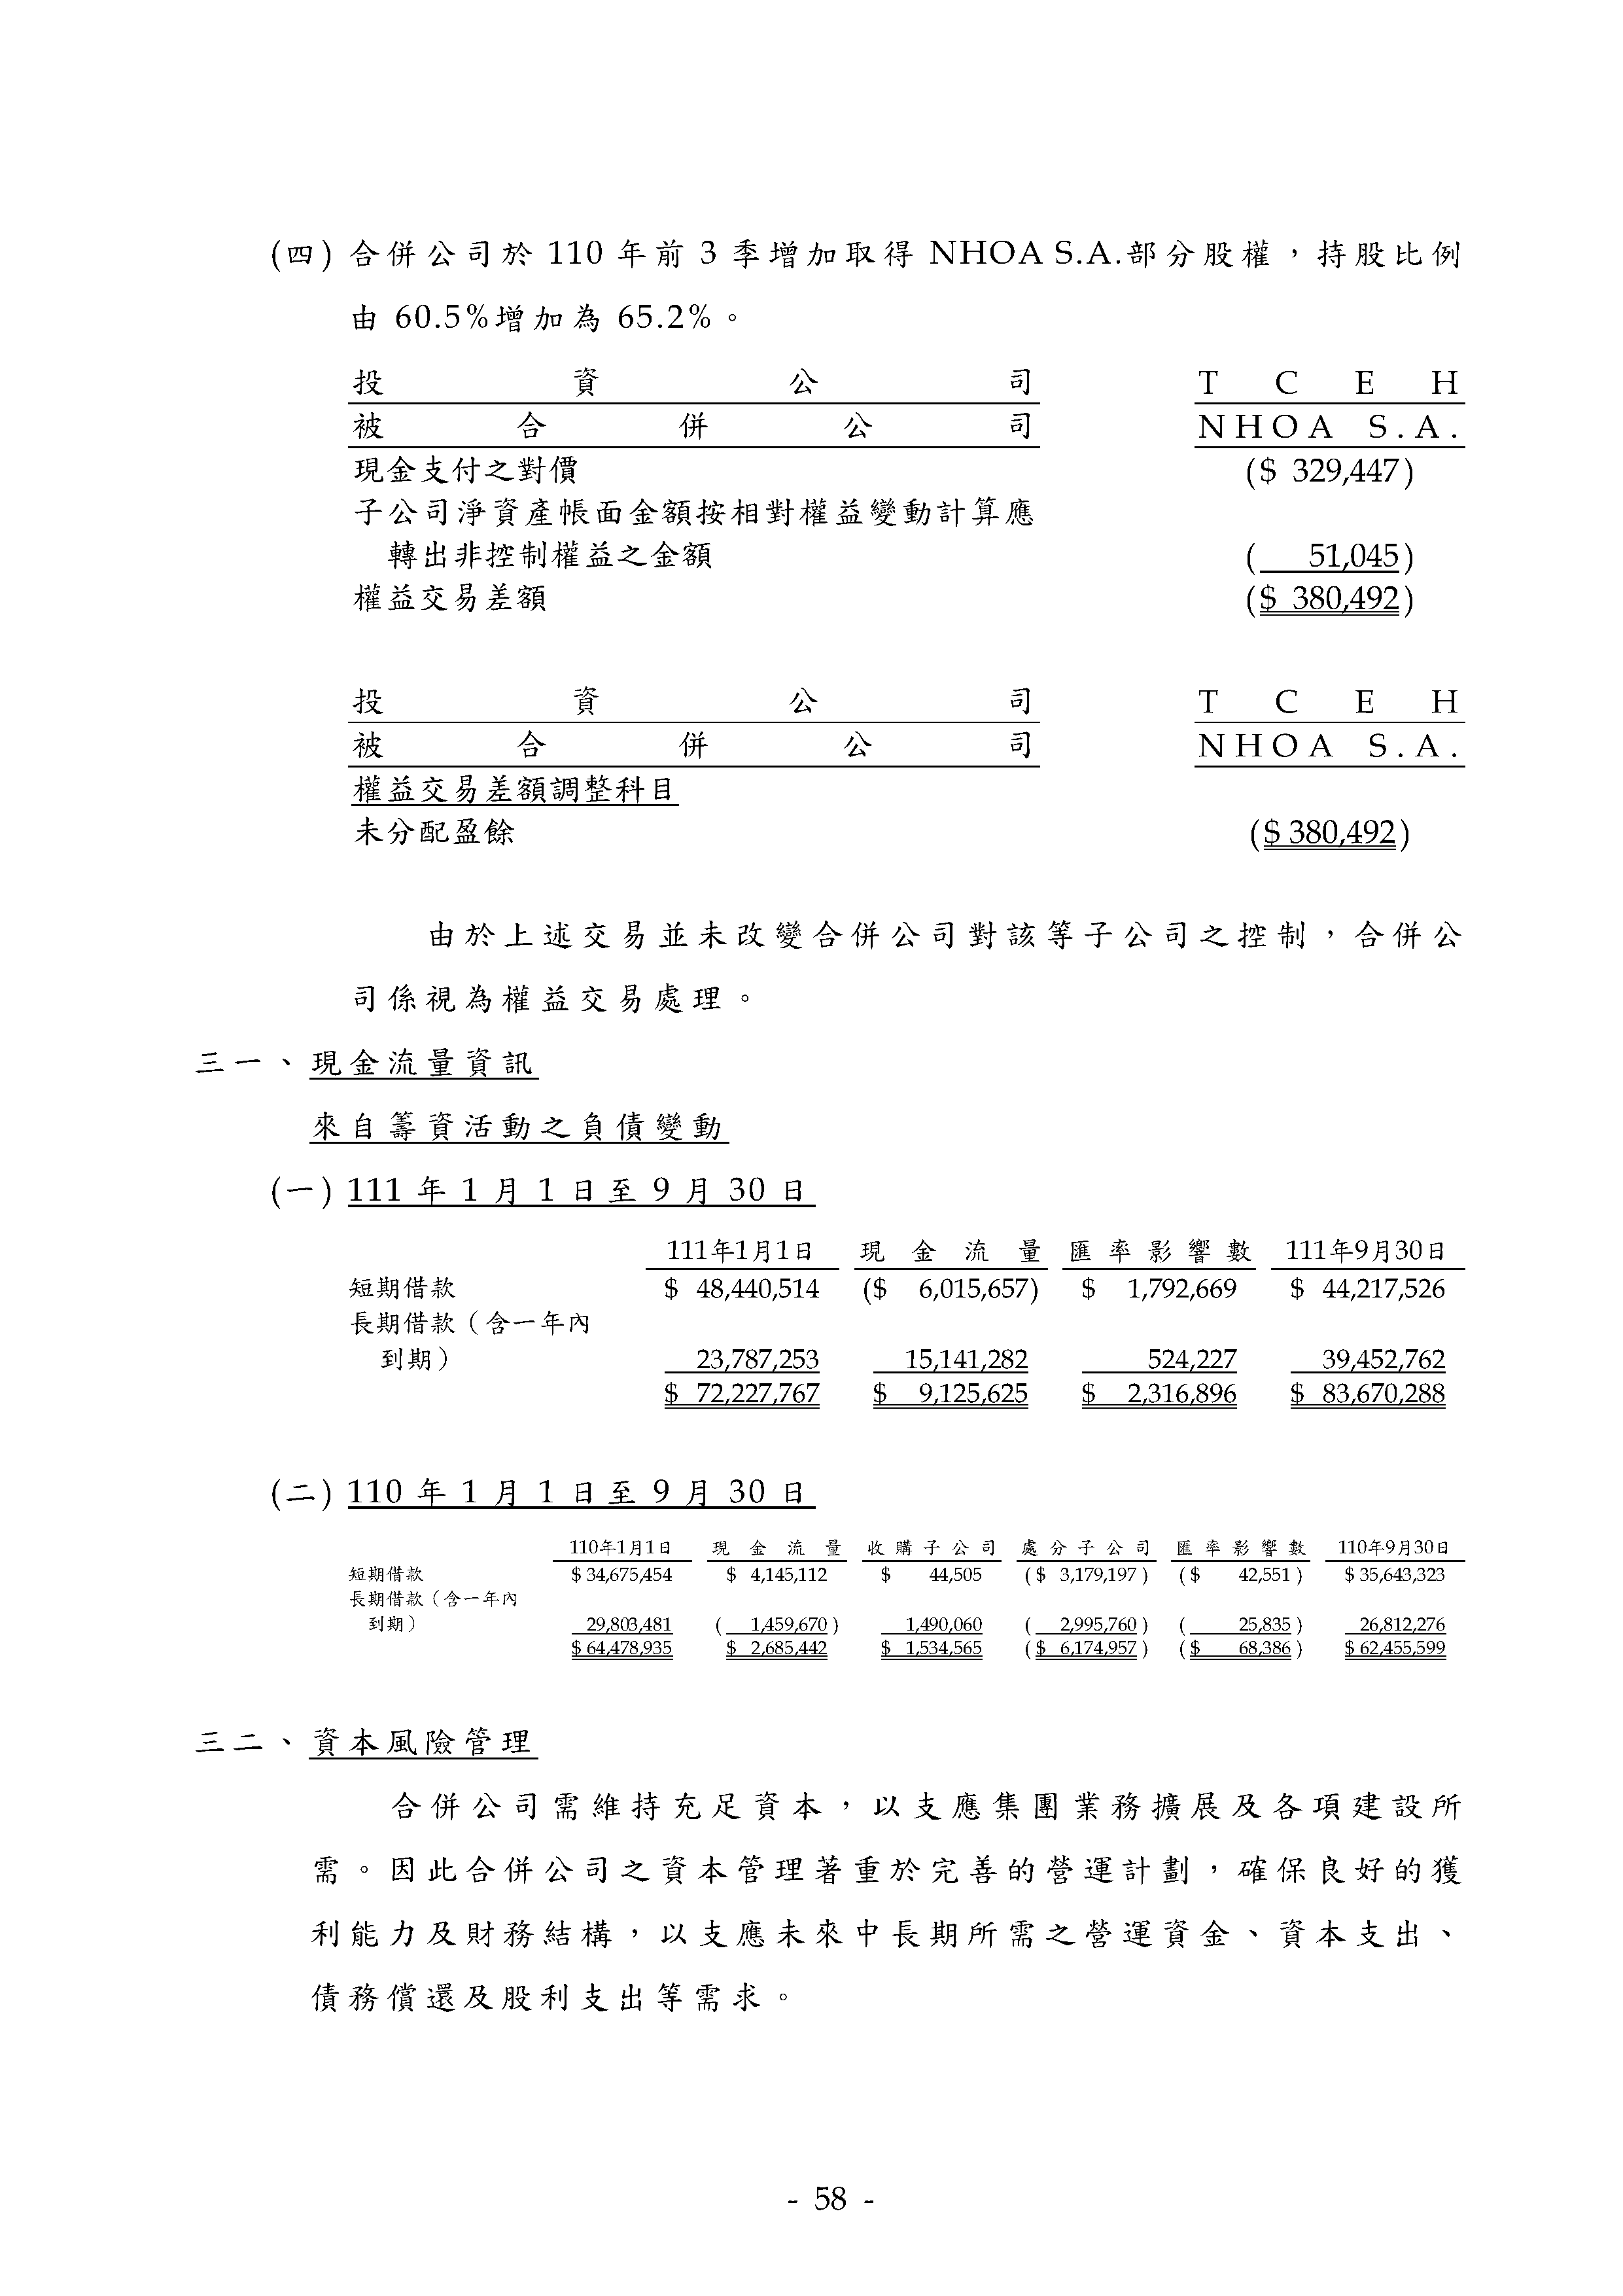 (四) 合併公司於 110 年前 3 季增加取得 NHOA S.A.部分股權，持股比例
由 60.5%增加為 65.2%。
投資公司 TCEH
被合併公司 NHOA S.A.
現金支付之對價 ($ 329,447)
子公司淨資產帳面金額按相對權益變動計算應
轉出非控制權益之金額 ( 51,045)
權益交易差額 ($ 380,492)
投資公司 TCEH
被合併公司 NHOA S.A.
權益交易差額調整科目
未分配盈餘 ($ 380,492)
由於上述交易並未改變合併公司對該等子公司之控制，合併公
司係視為權益交易處理。
三一、現金流量資訊
來自籌資活動之負債變動
(一) 111 年 1 月 1 日至 9 月 30 日
111年1月1日 現金流量 匯率影響數 111年9月30日
短期借款 $ 48,440,514 ($ 6,015,657) $ 1,792,669 $ 44,217,526
長期借款（含一年內
到期） 23,787,253 15,141,282 524,227 39,452,762
$ 72,227,767 $ 9,125,625 $ 2,316,896 $ 83,670,288
(二) 110 年 1 月 1 日至 9 月 30 日
110年1月1日 現金流量 收購子公司 處分子公司 匯率影響數 110年9月30日
短期借款 $ 34,675,454 $ 4,145,112 $ 44,505 ($ 3,179,197) ($ 42,551) $ 35,643,323
長期借款（含一年內
到期） 29,803,481 ( 1,459,670) 1,490,060 ( 2,995,760) ( 25,835) 26,812,276
$ 64,478,935 $ 2,685,442 $ 1,534,565 ($ 6,174,957) ($ 68,386) $ 62,455,599
三二、資本風險管理
合併公司需維持充足資本，以支應集團業務擴展及各項建設所
需。因此合併公司之資本管理著重於完善的營運計劃，確保良好的獲
利能力及財務結構，以支應未來中長期所需之營運資金、資本支出、
債務償還及股利支出等需求。
- 58 -